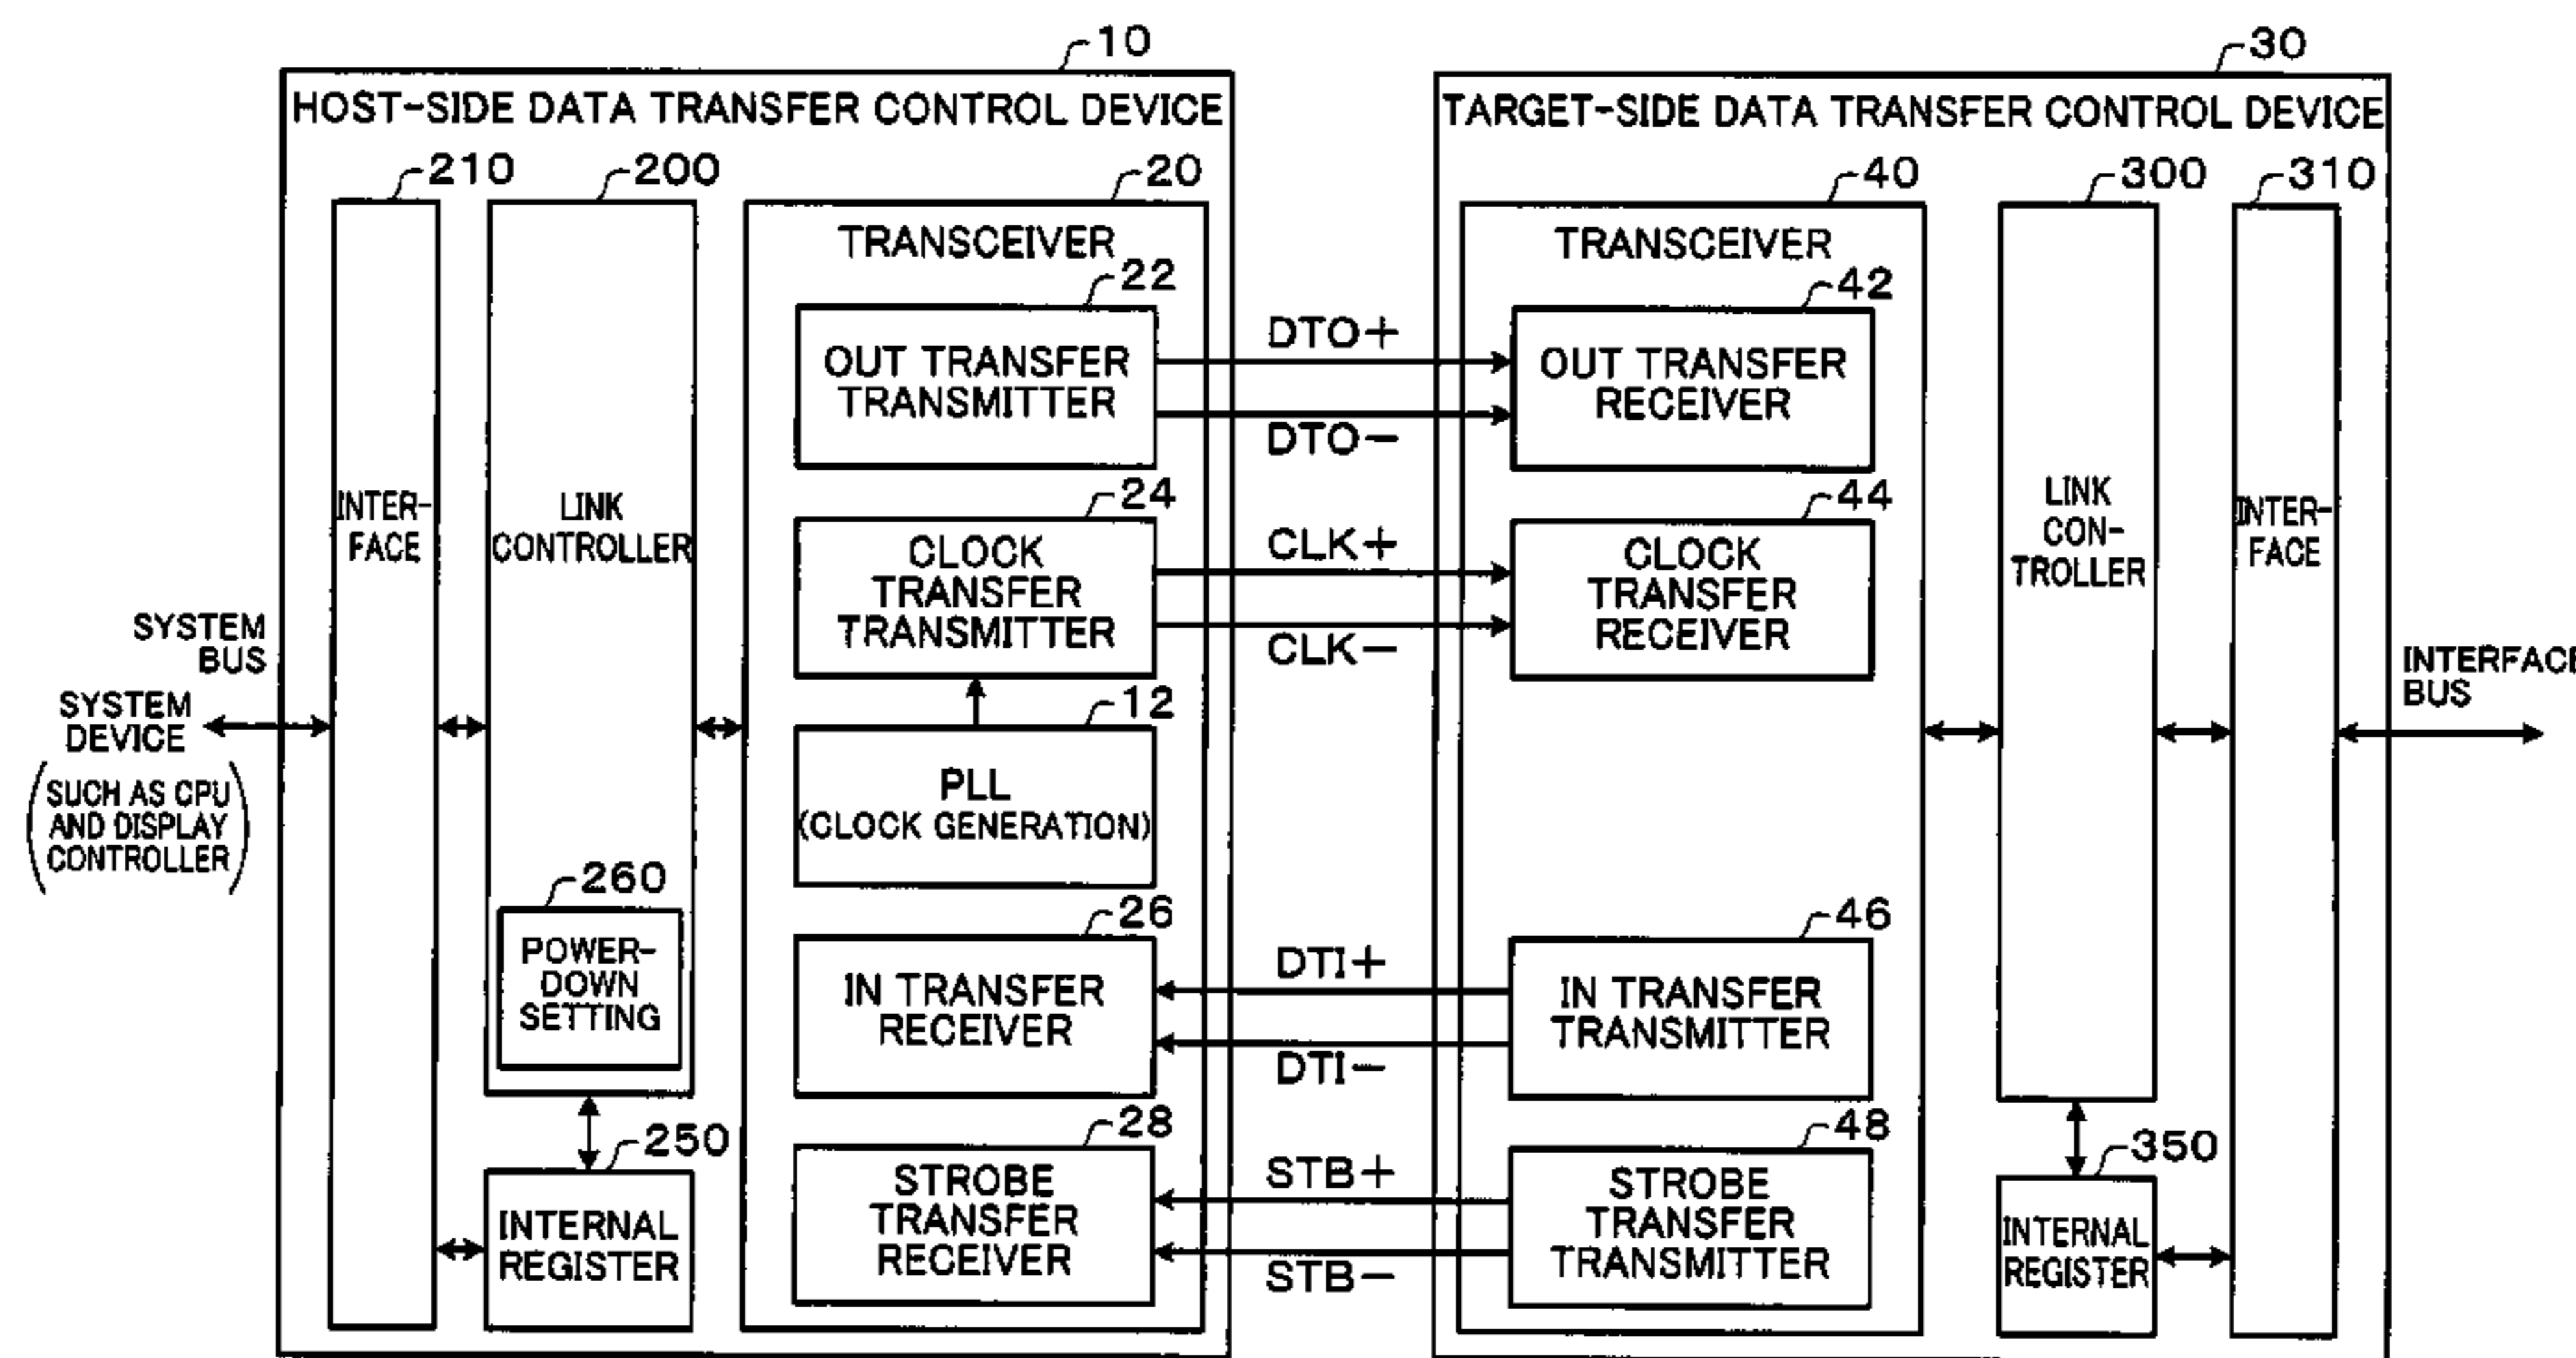 10
HOST-SIDE DATA TRANSFER CONTROL DEVICE
210
200
20
INTER-
FACE
LINK
CONTROLLER
260
POWER-
DOWN
SETTING
250
INTERNAL
REGISTER
TRANSCEIVER
22
OUT TRANSFER
TRANSMITTER
24
CLOCK
TRANSFER
TRANSMITTER
12
PLL
(CLOCK GENERATION)
26
IN TRANSFER
RECEIVER
28
STROBE
TRANSFER
RECEIVER
SYSTEM
BUS
SYSTEM
DEVICE
(SUCH AS CPU
AND DISPLAY
CONTROLLER)
DTO+
DTO-
CLK+
CLK-
DTI+
DTI-
STB+
STB-
30
TARGET-SIDE DATA TRANSFER CONTROL DEVICE
40
300
310
TRANSCEIVER
42
OUT TRANSFER
RECEIVER
44
CLOCK
TRANSFER
RECEIVER
46
IN TRANSFER
TRANSMITTER
48
STROBE
TRANSFER
TRANSMITTER
LINK
CON-
TROLLER
350
INTERNAL
REGISTER
INTER-
FACE
INTERFACE
BUS